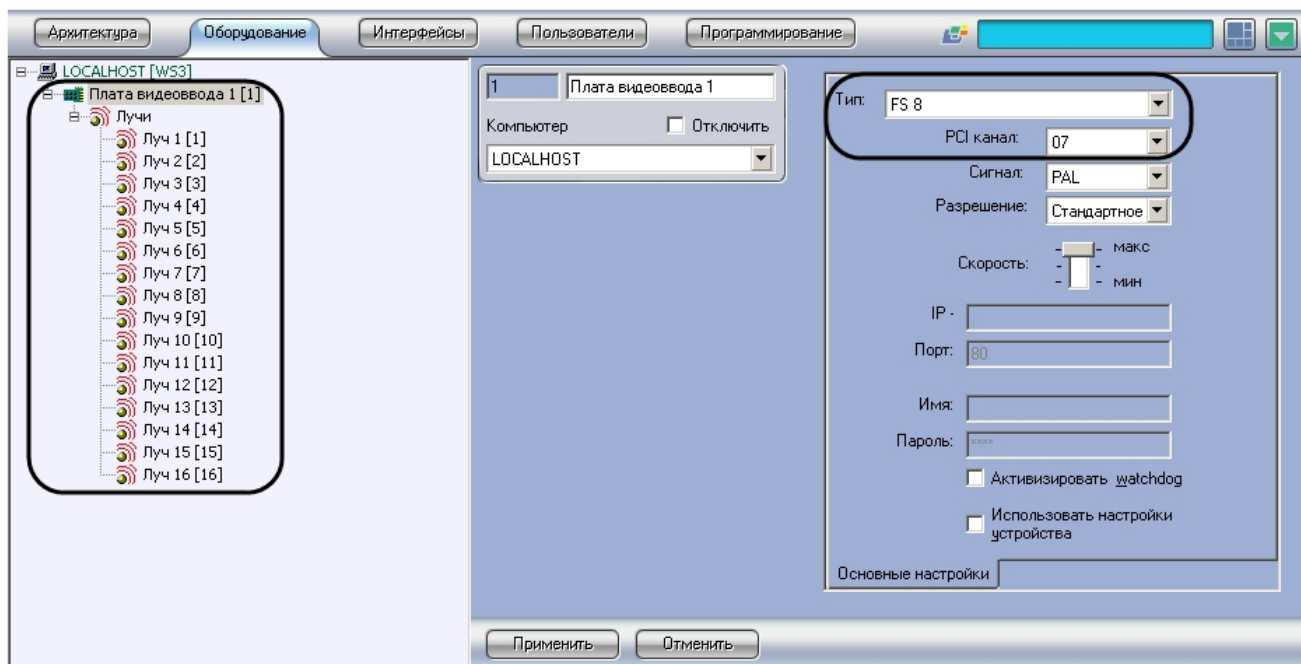 Архитектура
Оборудование
Интерфейсы
Пользователи
Программирование
LOCALHOST [WS3]
Плата видеоввода 1 [1]
Лучи
Луч 1 [1]
Луч 2 [2]
Луч 3 [3]
Луч 4 [4]
Луч 5 [5]
Луч 6 [6]
Луч 7 [7]
Луч 8 [8]
Луч 9 [9]
Луч 10 [10]
Луч 11 [11]
Луч 12 [12]
Луч 13 [13]
Луч 14 [14]
Луч 15 [15]
Луч 16 [16]
1
Плата видеоввода 1
Компьютер
Отключить
LOCALHOST
Тип: FS 8
PCI канал: 07
Сигнал: PAL
Разрешение: Стандартное
Скорость:
макс
мин
IP -
Порт: 80
Имя:
Пароль: ****
Активизировать watchdog
Использовать настройки
устройства
Основные настройки
Применить
Отменить